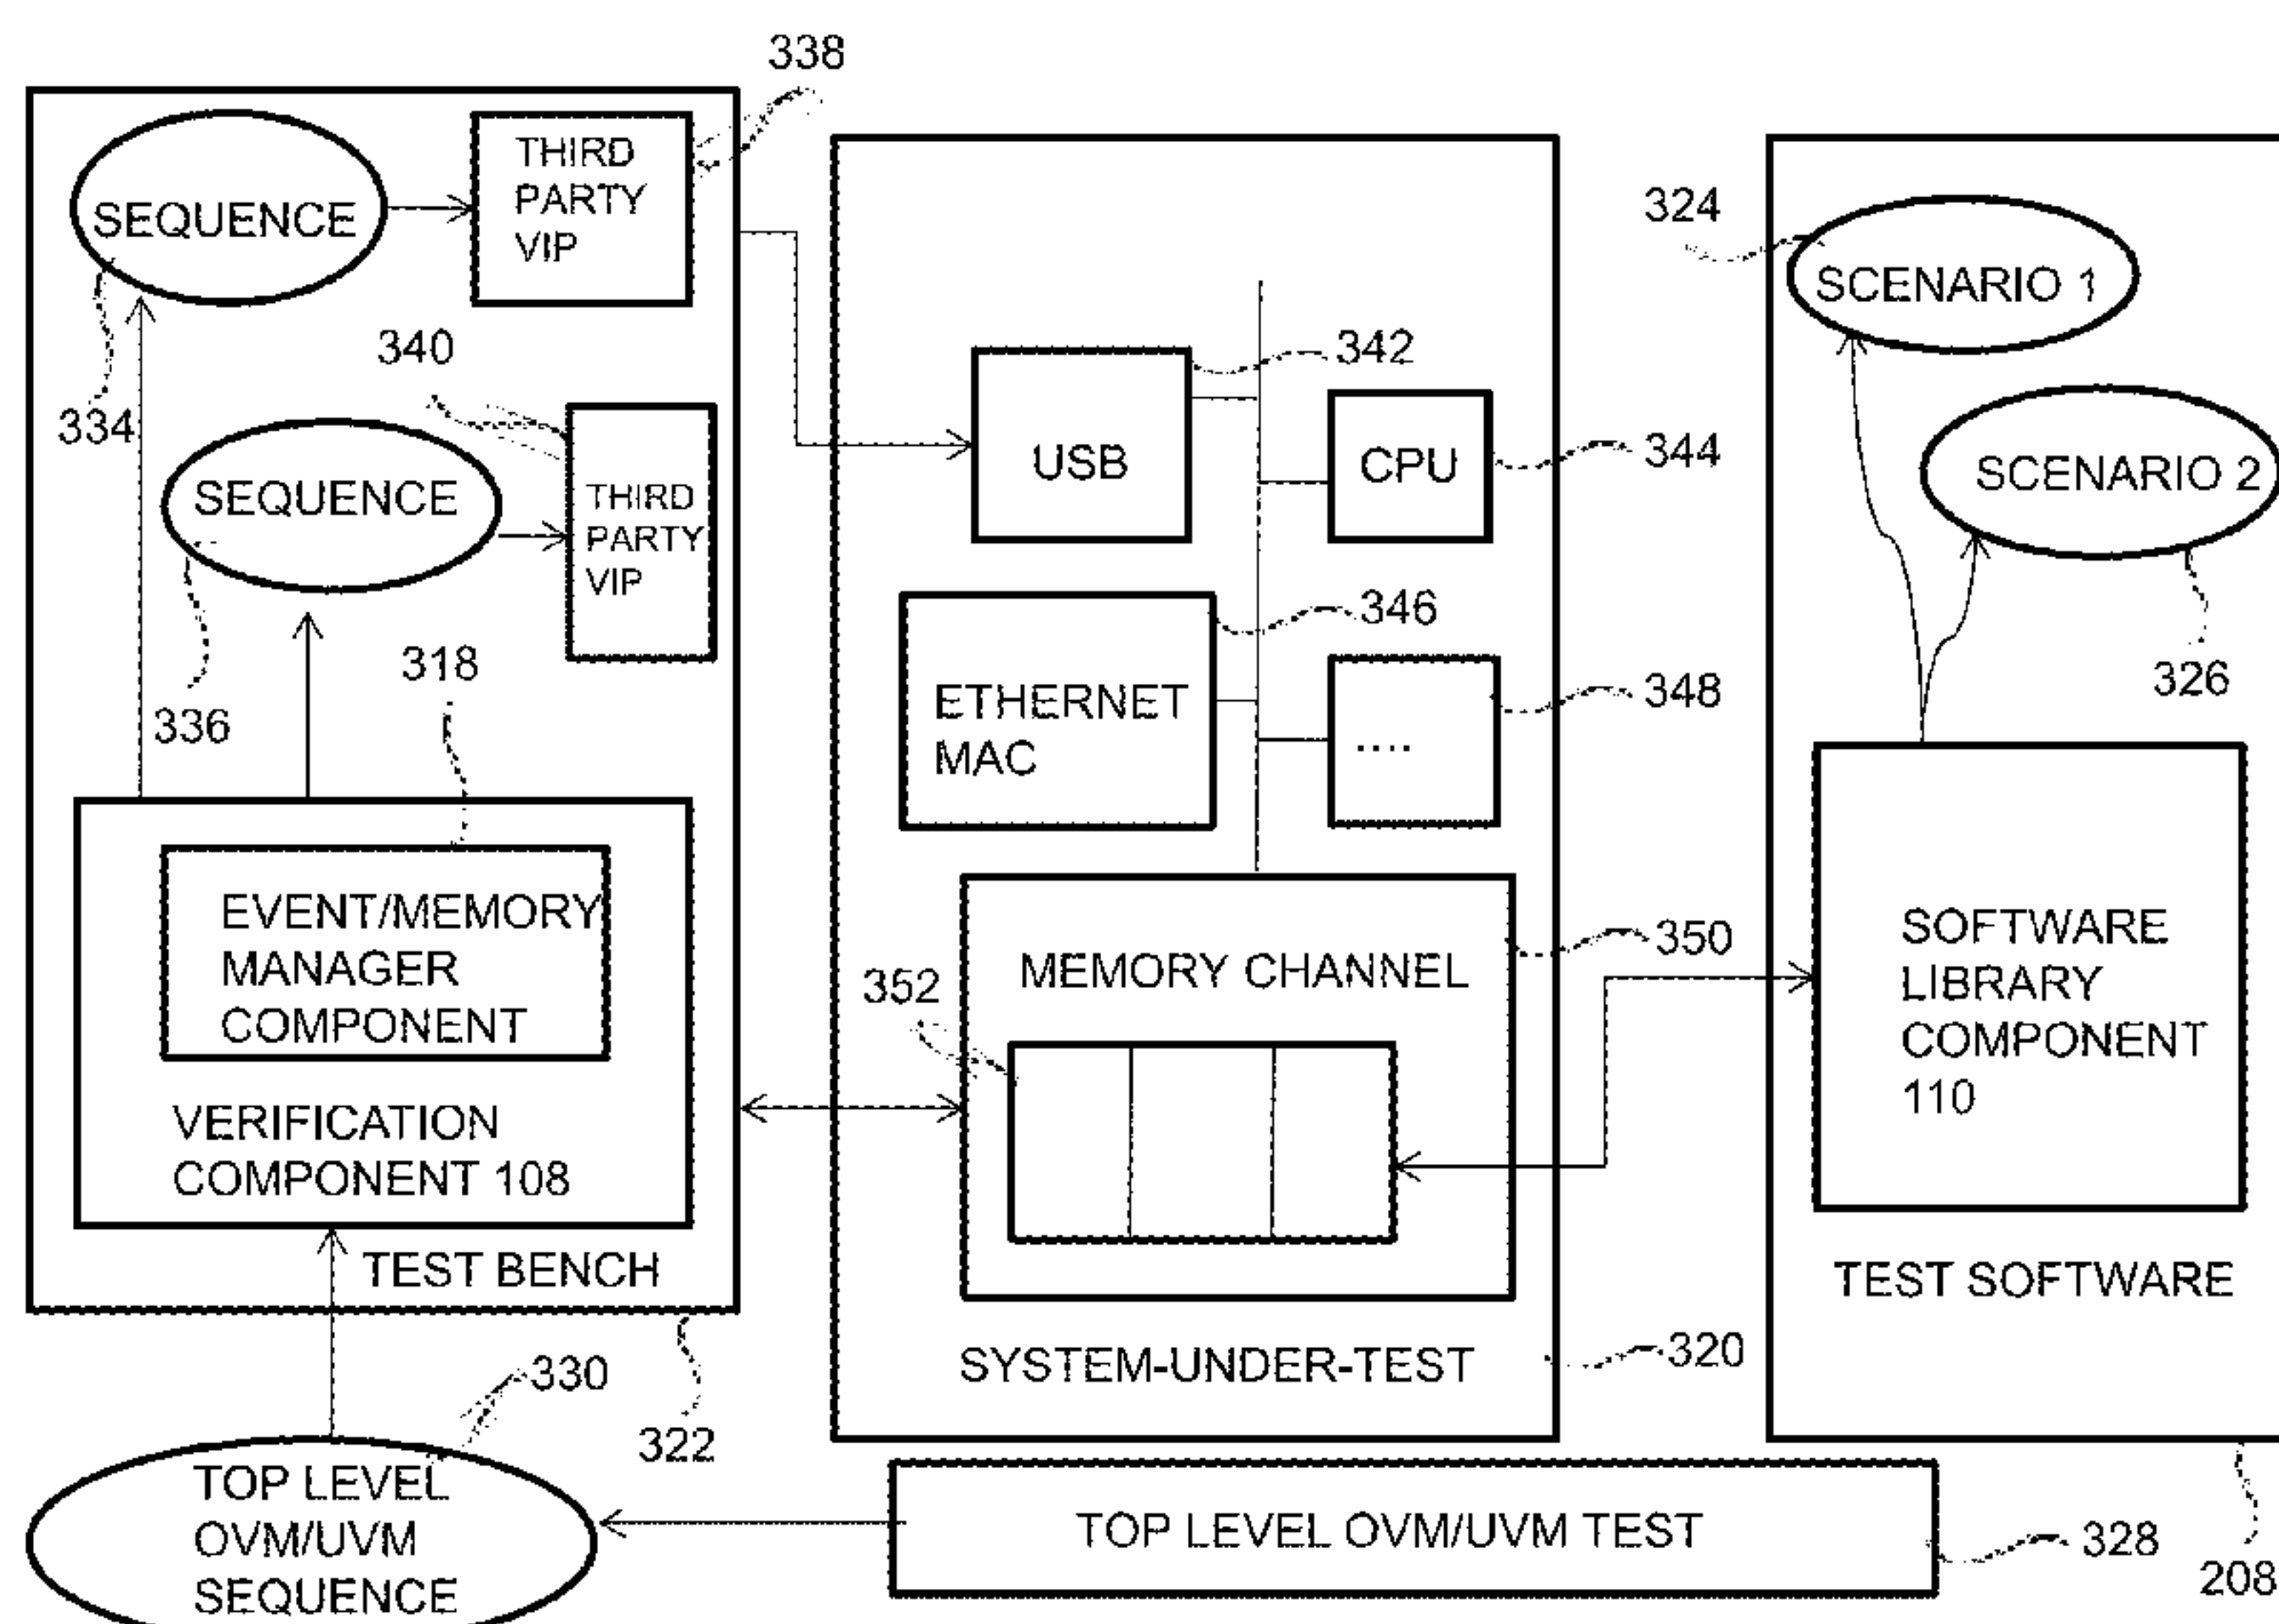 338
SEQUENCE
THIRD
PARTY
VIP
334
340
SEQUENCE
THIRD
PARTY
VIP
336
318
EVENT/MEMORY
MANAGER
COMPONENT
VERIFICATION
COMPONENT 108
TEST BENCH
322
330
TOP LEVEL
OVM/UVM
SEQUENCE
342
USB
CPU
344
346
ETHERNET
MAC
348
....
350
MEMORY CHANNEL
352
SYSTEM-UNDER-TEST
320
TOP LEVEL OVM/UVM TEST
328
324
SCENARIO 1
SCENARIO 2
326
SOFTWARE
LIBRARY
COMPONENT
110
TEST SOFTWARE
208